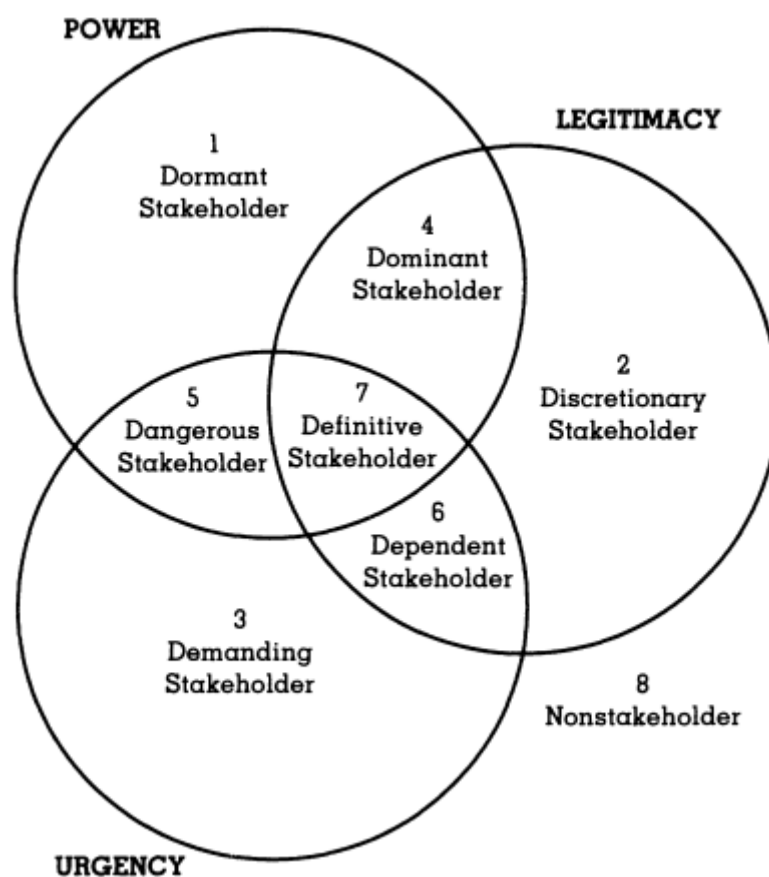 POWER
LEGITIMACY
1
Dormant
Stakeholder
4
Dominant
Stakeholder
2
Discretionary
Stakeholder
5
Dangerous
Stakeholder
7
Definitive
Stakeholder
6
Dependent
Stakeholder
3
Demanding
Stakeholder
8
Nonstakeholder
URGENCY